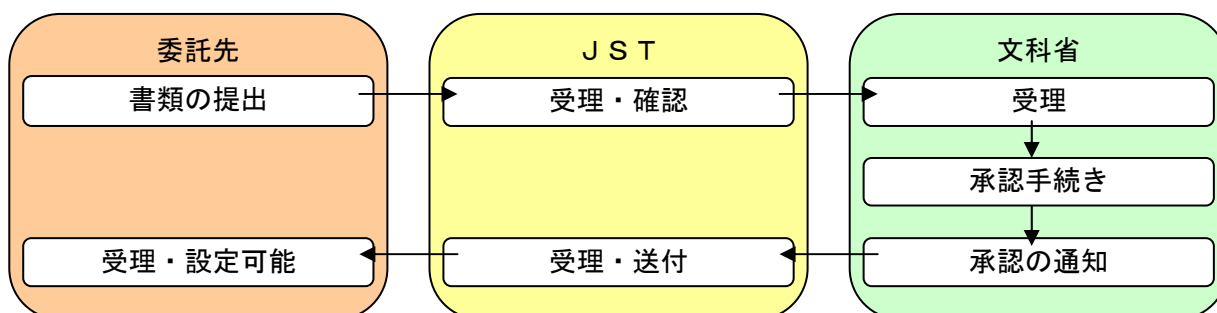 委託先
書類の提出
受理・設定可能
ＪＳＴ
受理・確認
受理・送付
文科省
受理
承認手続き
承認の通知